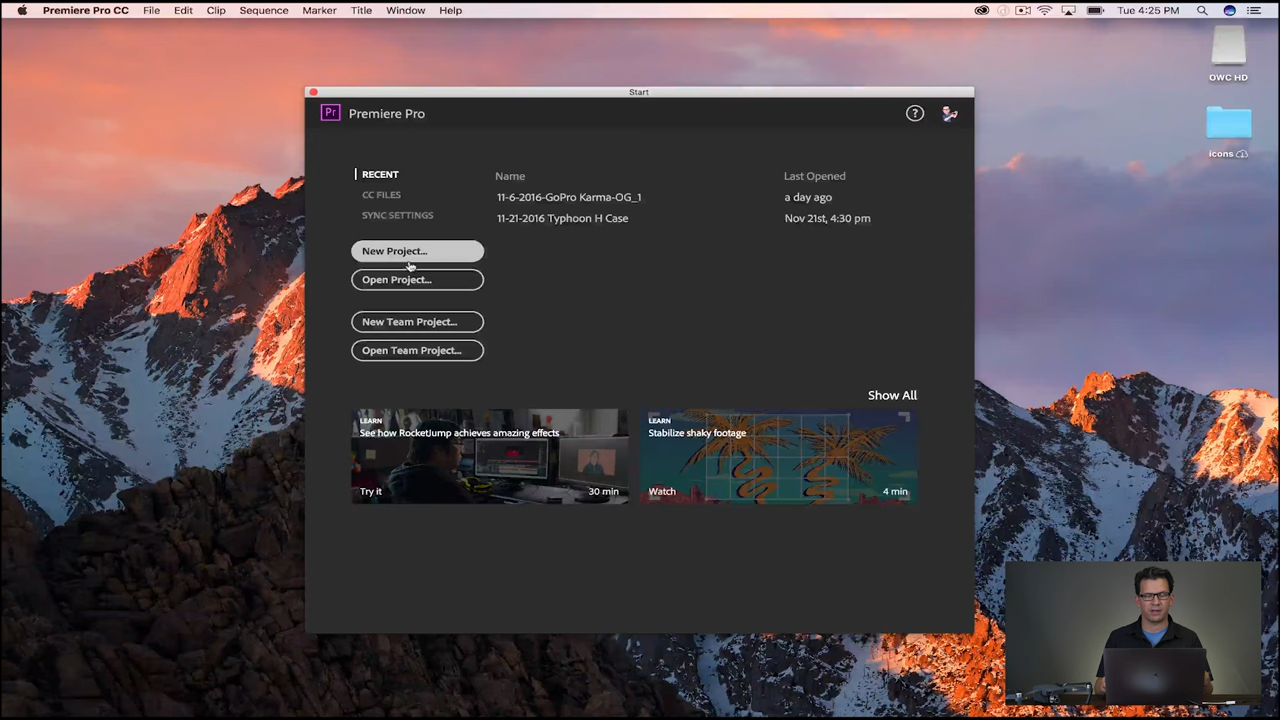 Premiere Pro CC File Edit Clip Sequence Marker Title Window Help Tue 4:25 PM
OWC HD
icons
Start
Pr Premiere Pro ?
RECENT
CC FILES
SYNC SETTINGS
Name Last Opened
11-6-2016-GoPro Karma-OG_1 a day ago
11-21-2016 Typhoon H Case Nov 21st, 4:30 pm
New Project...
Open Project...
New Team Project...
Open Team Project...
Show All
LEARN
See how RocketJump achieves amazing effects
Try it 30 min
LEARN
Stabilize shaky footage
Watch 4 min